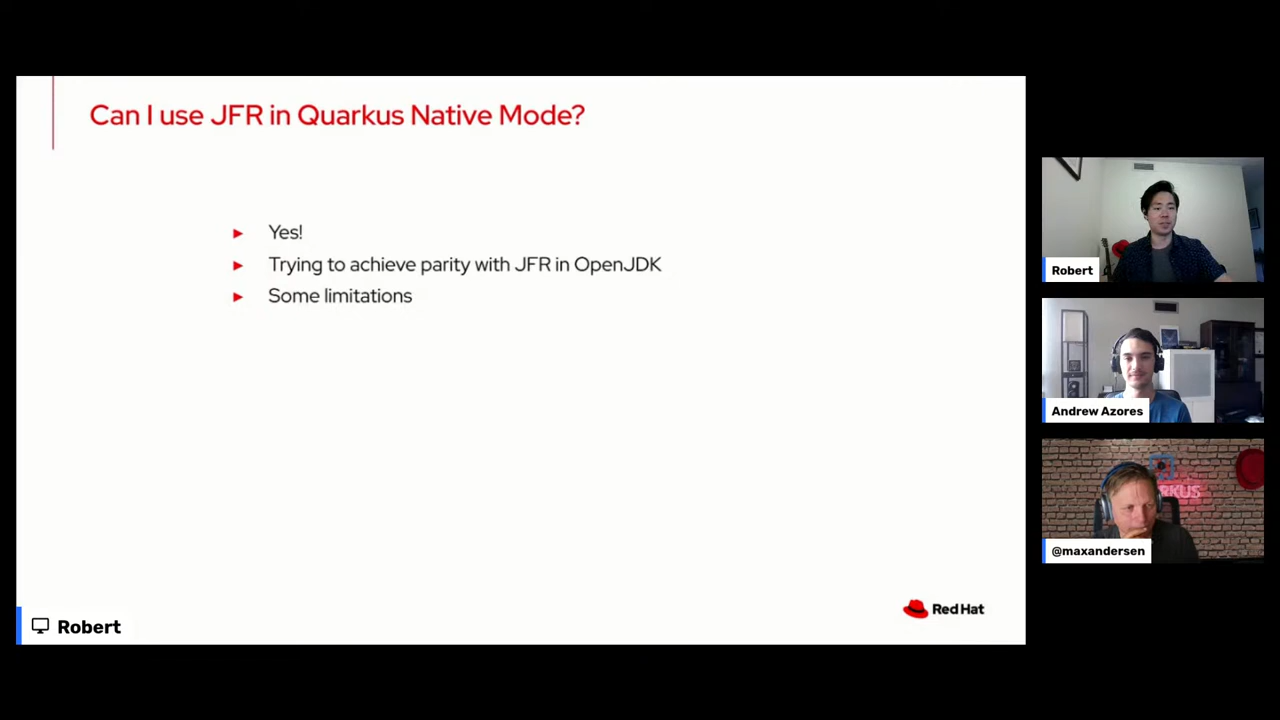 Can I use JFR in Quarkus Native Mode?
► Yes!
► Trying to achieve parity with JFR in OpenJDK
► Some limitations
Red Hat
Robert
Robert
Andrew Azores
RKUS
@maxandersen